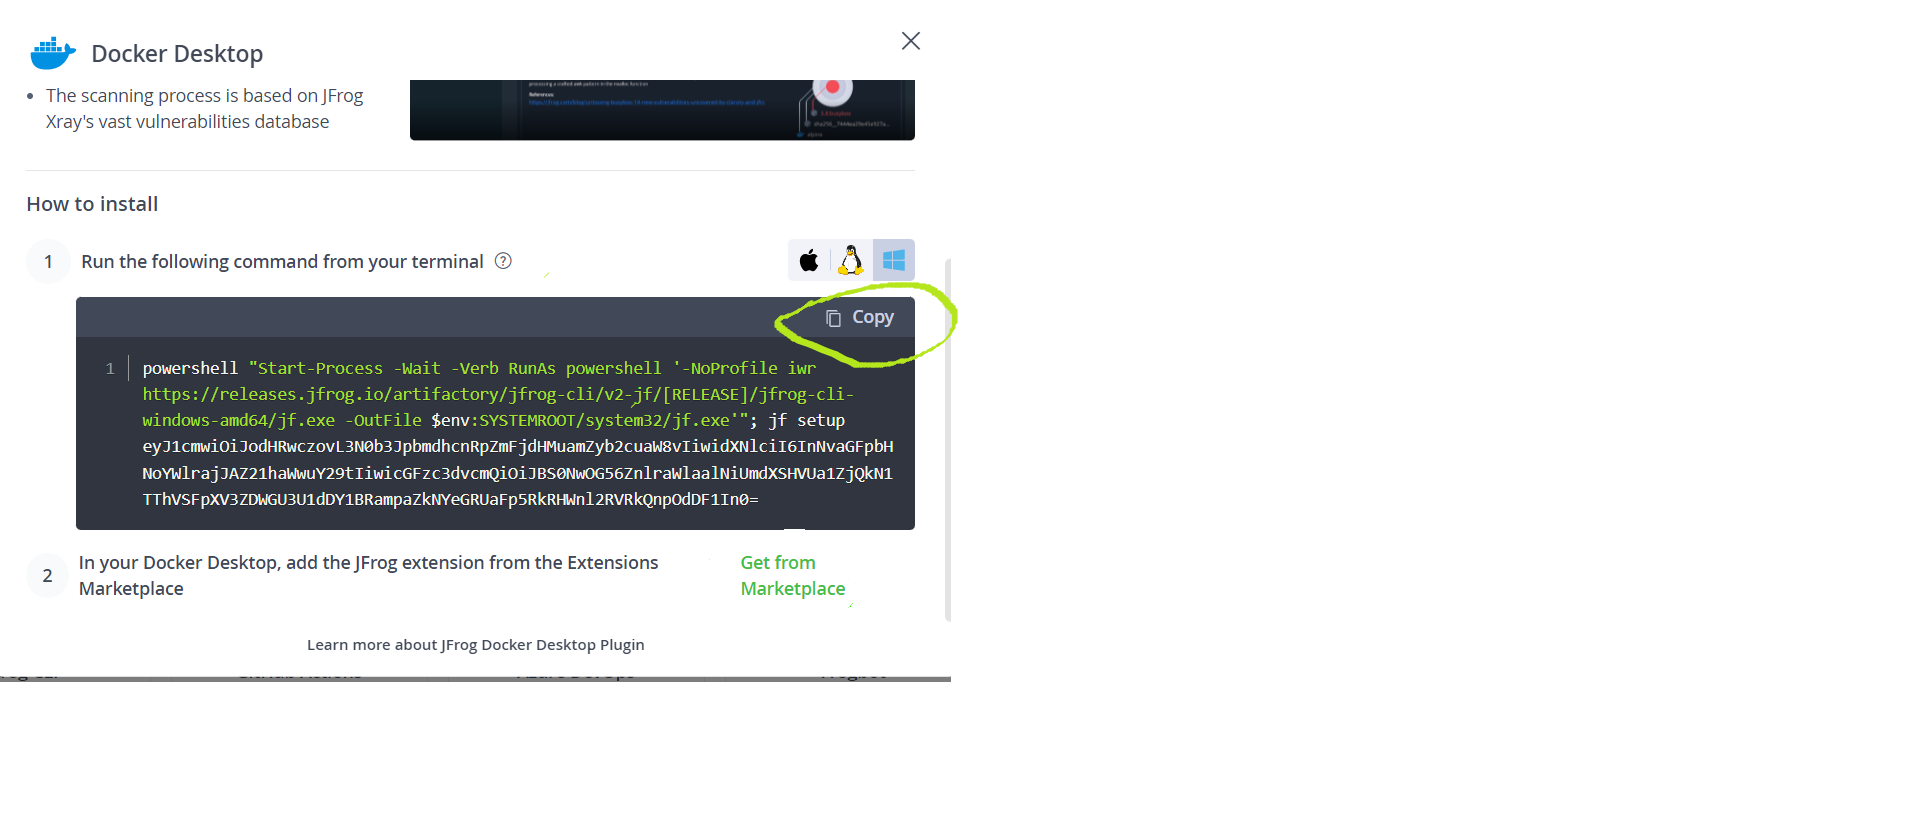 Docker Desktop
• The scanning process is based on JFrog
Xray's vast vulnerabilities database
References:
How to install
1 Run the following command from your terminal ?
Copy
1 powershell "Start-Process -Wait -Verb RunAs powershell '-NoProfile iwr
https://releases.jfrog.io/artifactory/jfrog-cli/v2-jf/[RELEASE]/jfrog-cli-
windows-amd64/jf.exe -OutFile $env:SYSTEMROOT/system32/jf.exe'"; jf setup
eyJ1cmwiOiJodHRwczovL3N0b3JpbmdhcnRpZmFjdHMuamZyb2cuaW8vIiwidXNlciI6InNvaGFpbH
NoYWlrajJAZ21haWwuY29tIiwicGFzc3dvcmQiOiJBS0NwOG56ZnlraWlaalNiUmdXSHVUa1ZjQkN1
TThVSFpXV3ZDWGU3U1dDY1BRampaZkNYeGRUaFp5RkRHWnl2RVRkQnpOdDF1In0=
2 In your Docker Desktop, add the JFrog extension from the Extensions
Marketplace
Get from
Marketplace
Learn more about JFrog Docker Desktop Plugin